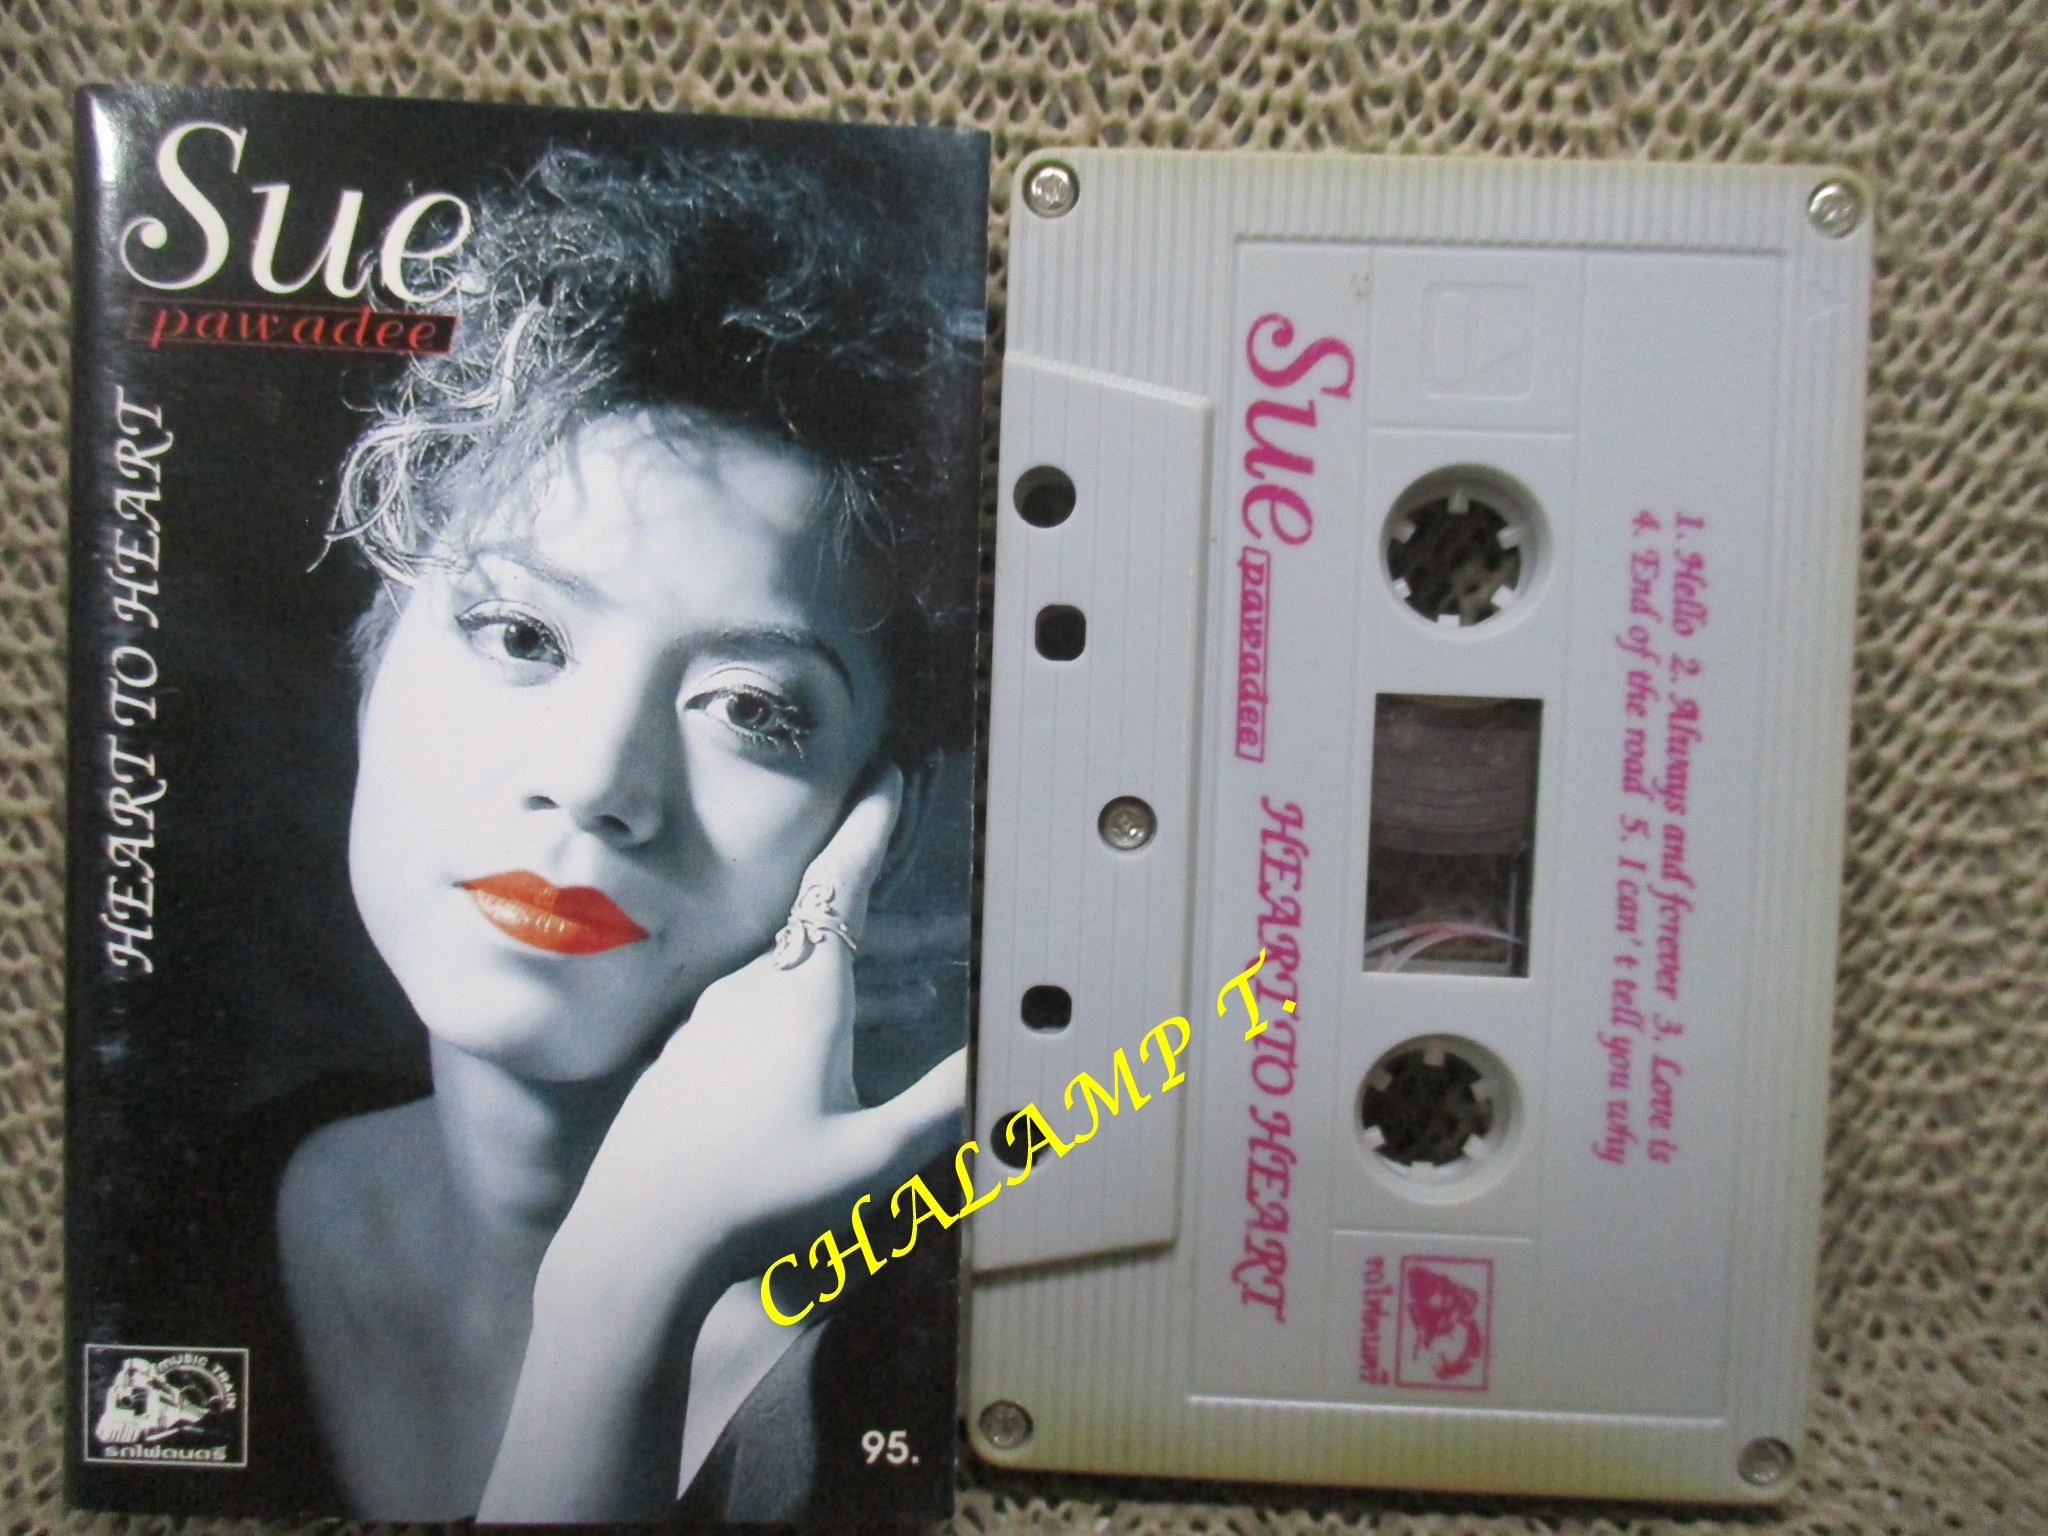 Sue
pawadee
HEART TO HEART
MUSIC TRAIN
รถไฟดนตรี
95.
CHALAMP T.
Sue pawadee HEART TO HEART
1. Hello 2. Always and forever 3. Love is
4. End of the road 5. I can't tell you why
รถไฟดนตรี
A